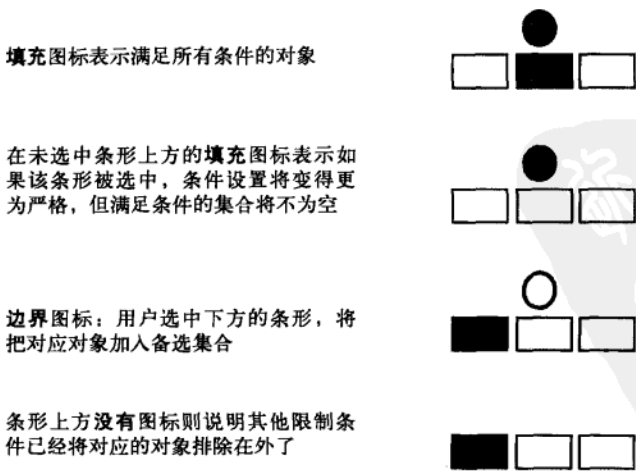 填充图标表示满足所有条件的对象
在未选中条形上方的填充图标表示如
果该条形被选中，条件设置将变得更
为严格，但满足条件的集合将不为空
边界图标：用户选中下方的条形，将
把对应对象加入备选集合
条形上方没有图标则说明其他限制条
件已经将对应的对象排除在外了